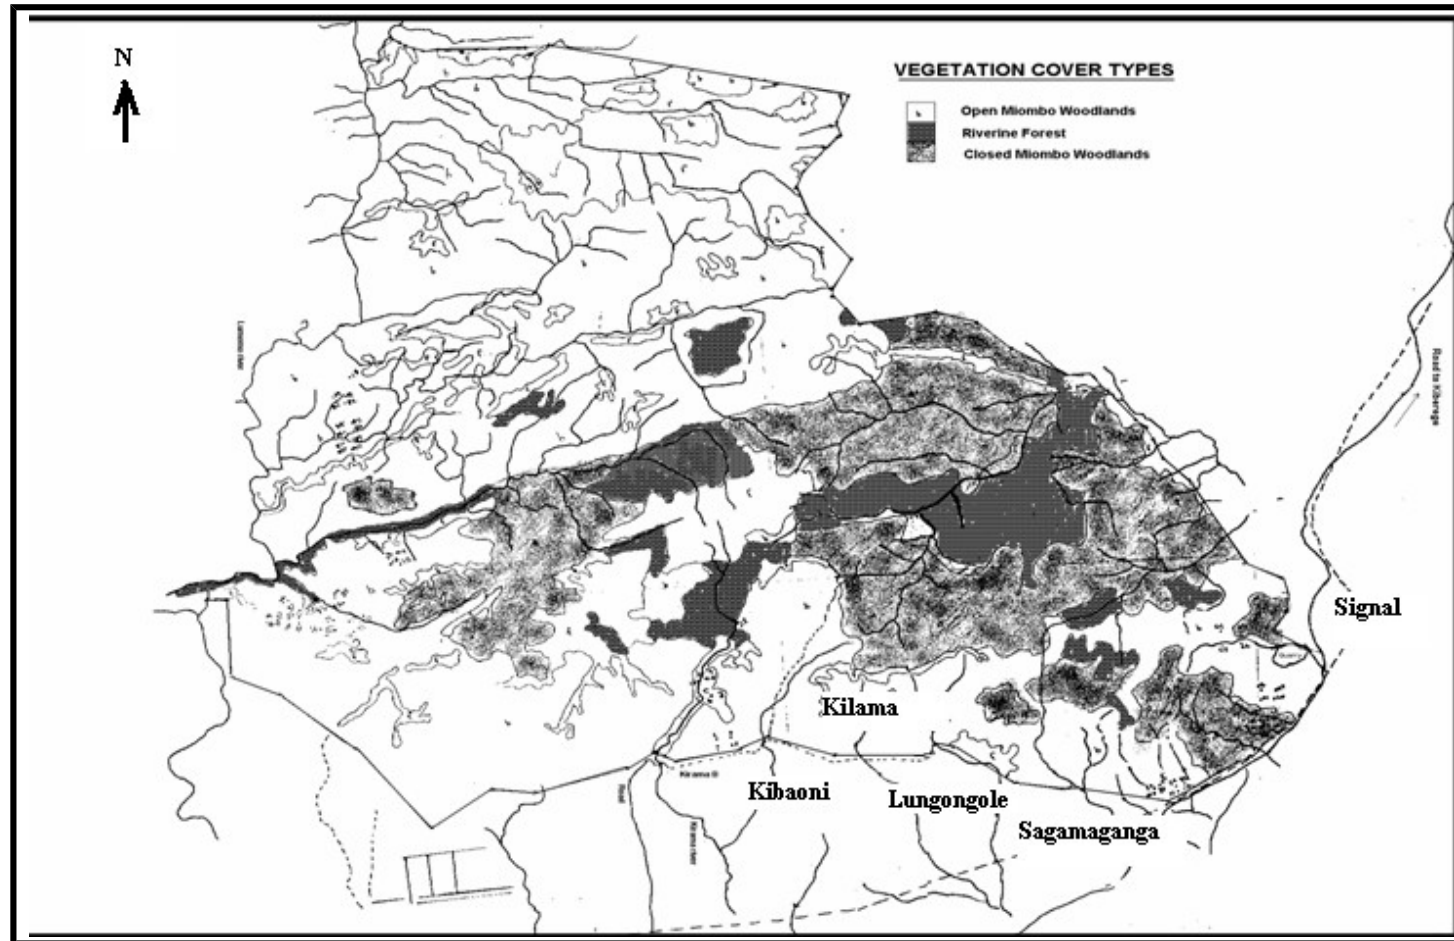 N
VEGETATION COVER TYPES
Open Miombo Woodlands
Riverine Forest
Closed Miombo Woodlands
Road to Kiberege
Signal
Kilama
Kibaoni
Lungongole
Sagamaganga
Road